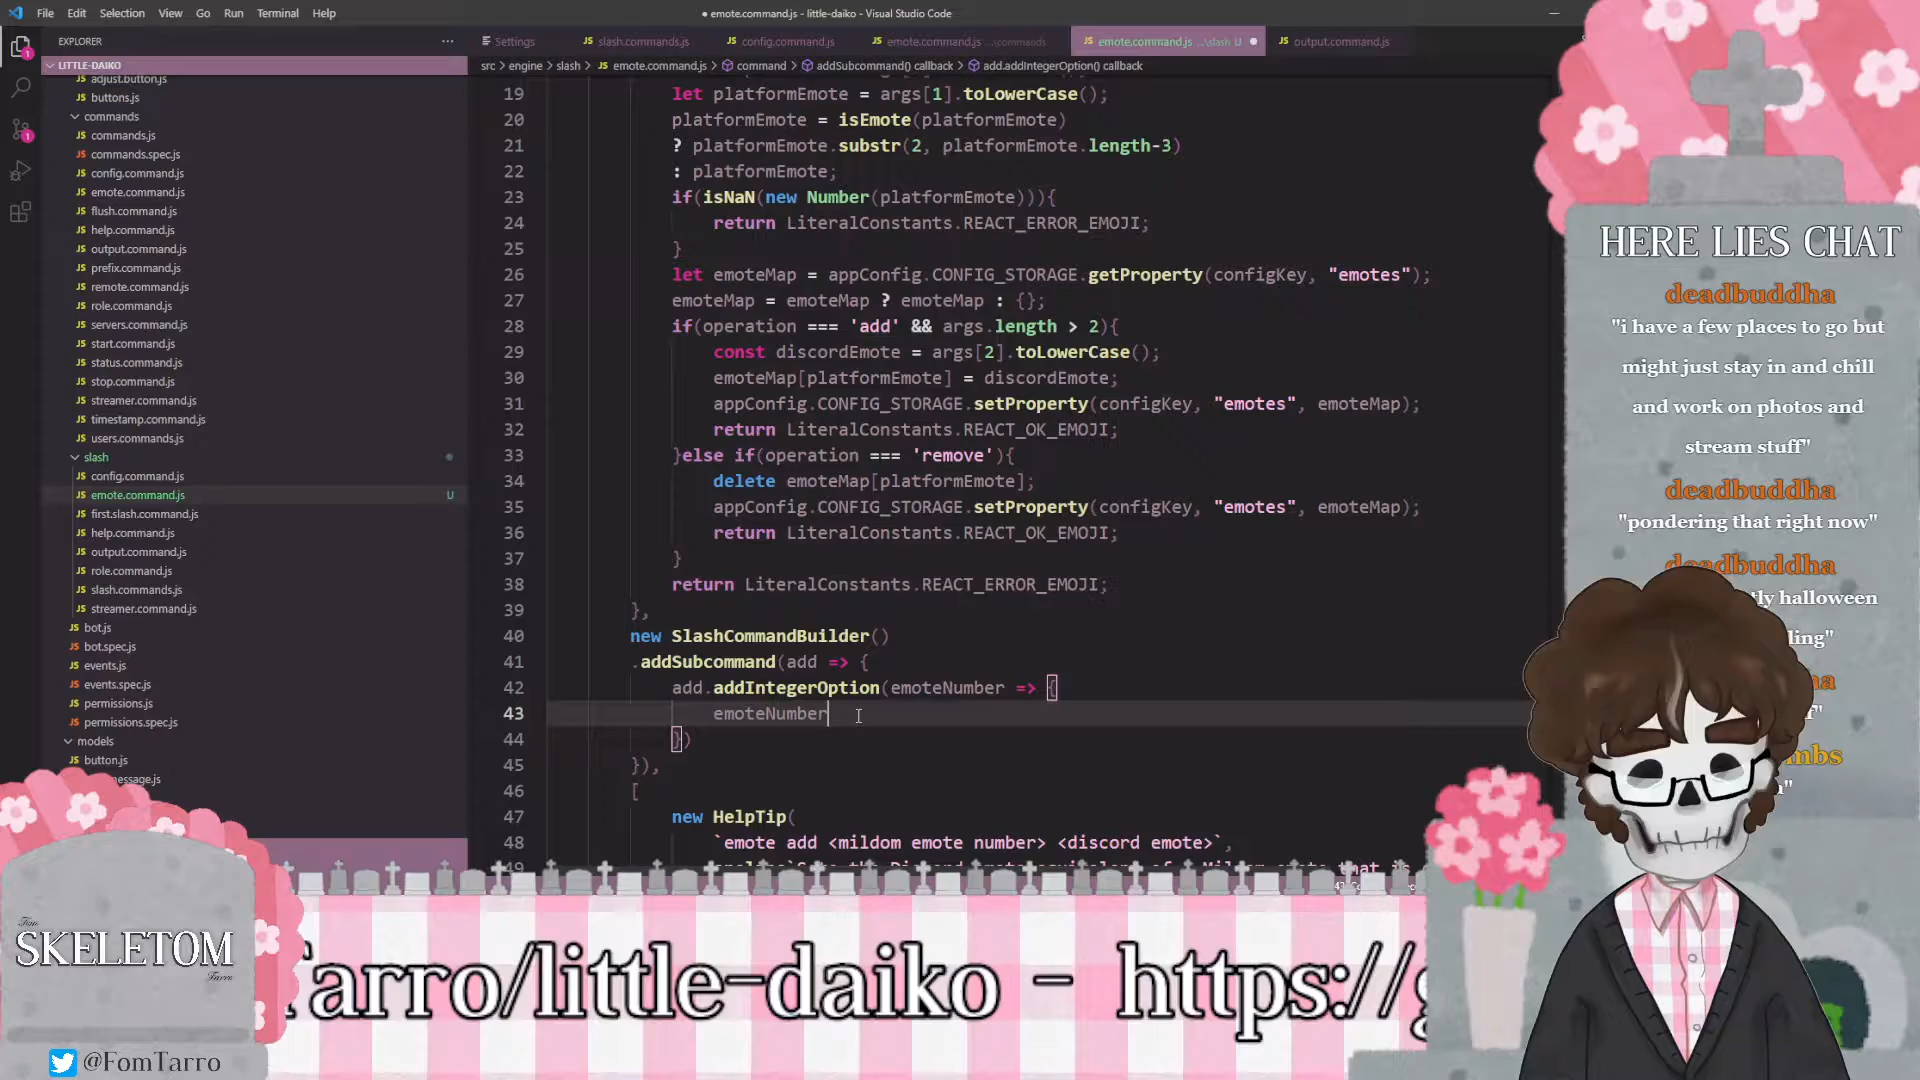 File Edit Selection View Go Run Terminal Help
● emote.command.js - little-daiko - Visual Studio Code
EXPLORER
LITTLE-DAIKO
adjust.button.js
buttons.js
commands
commands.js
commands.spec.js
config.command.js
emote.command.js
flush.command.js
help.command.js
output.command.js
prefix.command.js
remote.command.js
role.command.js
servers.command.js
start.command.js
status.command.js
stop.command.js
streamer.command.js
timestamp.command.js
users.commands.js
slash
config.command.js
emote.command.js U
first.slash.command.js
help.command.js
output.command.js
role.command.js
slash.commands.js
streamer.command.js
bot.js
bot.spec.js
events.js
events.spec.js
permissions.js
permissions.spec.js
models
button.js
message.js
Settings
slash.commands.js
config.command.js
emote.command.js ...\commands
emote.command.js ...\slash U ●
output.command.js
src > engine > slash > JS emote.command.js > command > addSubcommand() callback > add.addIntegerOption() callback
19 let platformEmote = args[1].toLowerCase();
20 platformEmote = isEmote(platformEmote)
21 ? platformEmote.substr(2, platformEmote.length-3)
22 : platformEmote;
23 if(isNaN(new Number(platformEmote))){
24 return LiteralConstants.REACT_ERROR_EMOJI;
25 }
26 let emoteMap = appConfig.CONFIG_STORAGE.getProperty(configKey, "emotes");
27 emoteMap = emoteMap ? emoteMap : {};
28 if(operation === 'add' && args.length > 2){
29 const discordEmote = args[2].toLowerCase();
30 emoteMap[platformEmote] = discordEmote;
31 appConfig.CONFIG_STORAGE.setProperty(configKey, "emotes", emoteMap);
32 return LiteralConstants.REACT_OK_EMOJI;
33 }else if(operation === 'remove'){
34 delete emoteMap[platformEmote];
35 appConfig.CONFIG_STORAGE.setProperty(configKey, "emotes", emoteMap);
36 return LiteralConstants.REACT_OK_EMOJI;
37 }
38 return LiteralConstants.REACT_ERROR_EMOJI;
39 },
40 new SlashCommandBuilder()
41 .addSubcommand(add => {
42 add.addIntegerOption(emoteNumber => {
43 emoteNumber
44 })
45 }),
46 [
47 new HelpTip(
48 `emote add <mildom emote number> <discord emote>`,
HERE LIES CHAT
deadbuddha
"i have a few places to go but
might just stay in and chill
and work on photos and
stream stuff"
deadbuddha
"pondering that right now"
deadbuddha
halloween
Tom
SKELETOM
Tarro
@FomTarro
Tarro/little-daiko - https://g